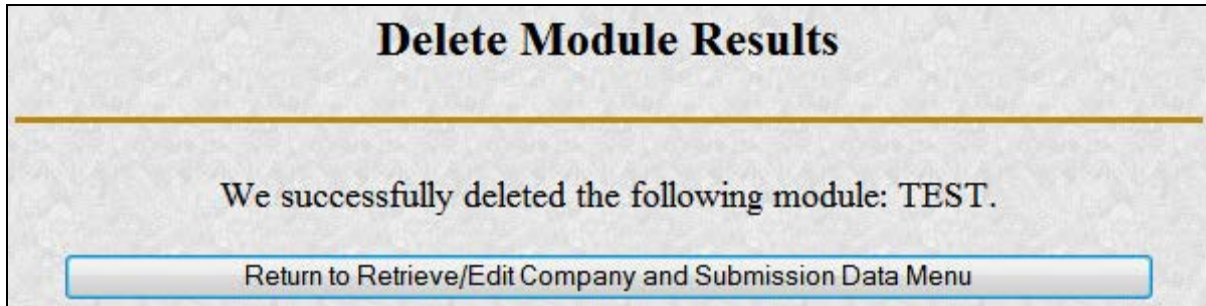 Delete Module Results
We successfully deleted the following module: TEST.
Return to Retrieve/Edit Company and Submission Data Menu